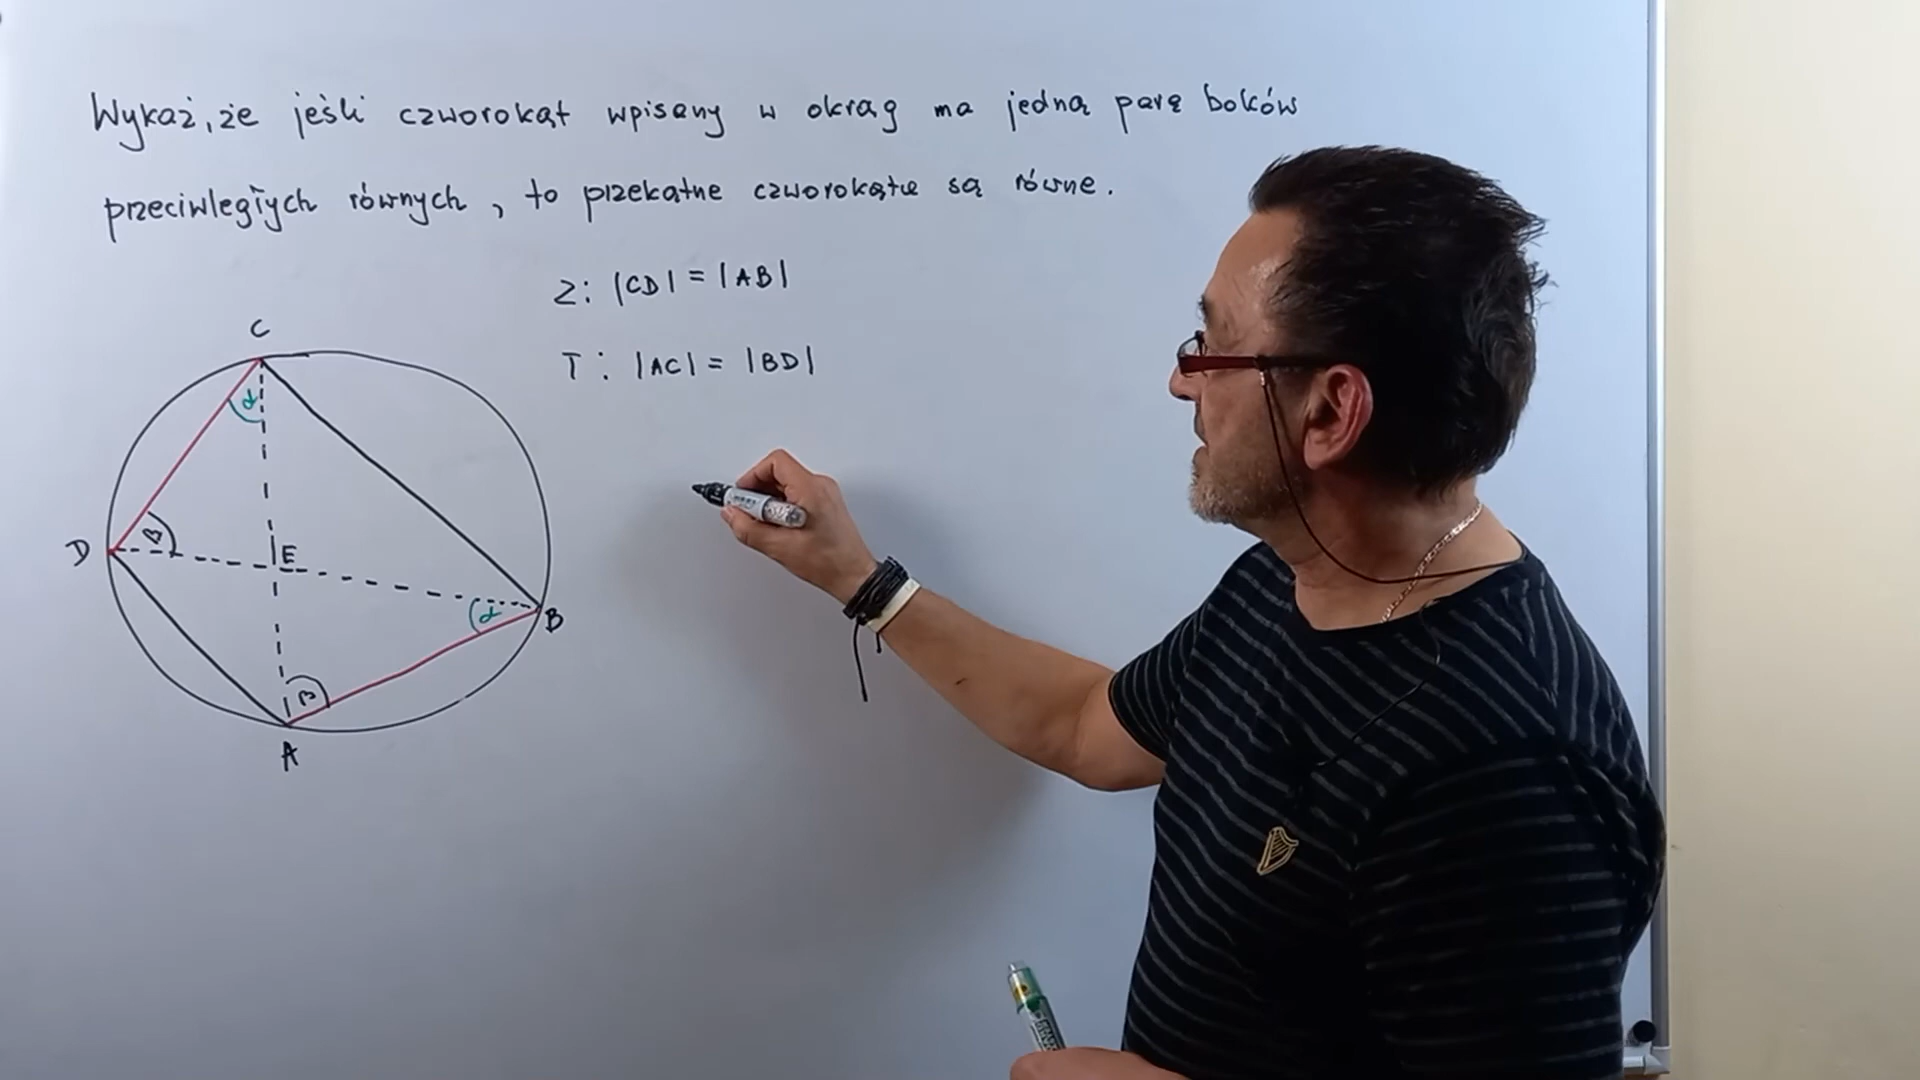 Wykaż, że jeśli czworokąt wpisany w okrąg ma jedną parę boków
przeciwległych równych, to przekątne czworokąta są równe.
Z: |CD| = |AB|
T: |AC| = |BD|
C
α
D
β
E
α
B
β
A